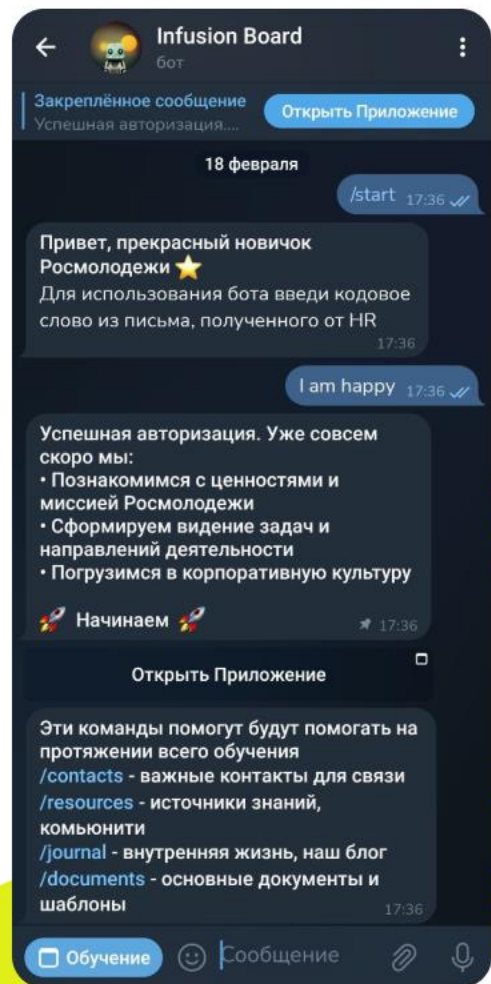 Infusion Board
бот
Закреплённое сообщение
Успешная авторизация....
Открыть Приложение
18 февраля
/start 17:36
Привет, прекрасный новичок
Росмолодежи ⭐
Для использования бота введи кодовое
слово из письма, полученного от HR
17:36
I am happy 17:36
Успешная авторизация. Уже совсем
скоро мы:
• Познакомимся с ценностями и
миссией Росмолодежи
• Сформируем видение задач и
направлений деятельности
• Погрузимся в корпоративную культуру
🚀 Начинаем 🚀
17:36
Открыть Приложение
Эти команды помогут будут помогать на
протяжении всего обучения
/contacts - важные контакты для связи
/resources - источники знаний,
комьюнити
/journal - внутренняя жизнь, наш блог
/documents - основные документы и
шаблоны
17:36
Обучение
Сообщение